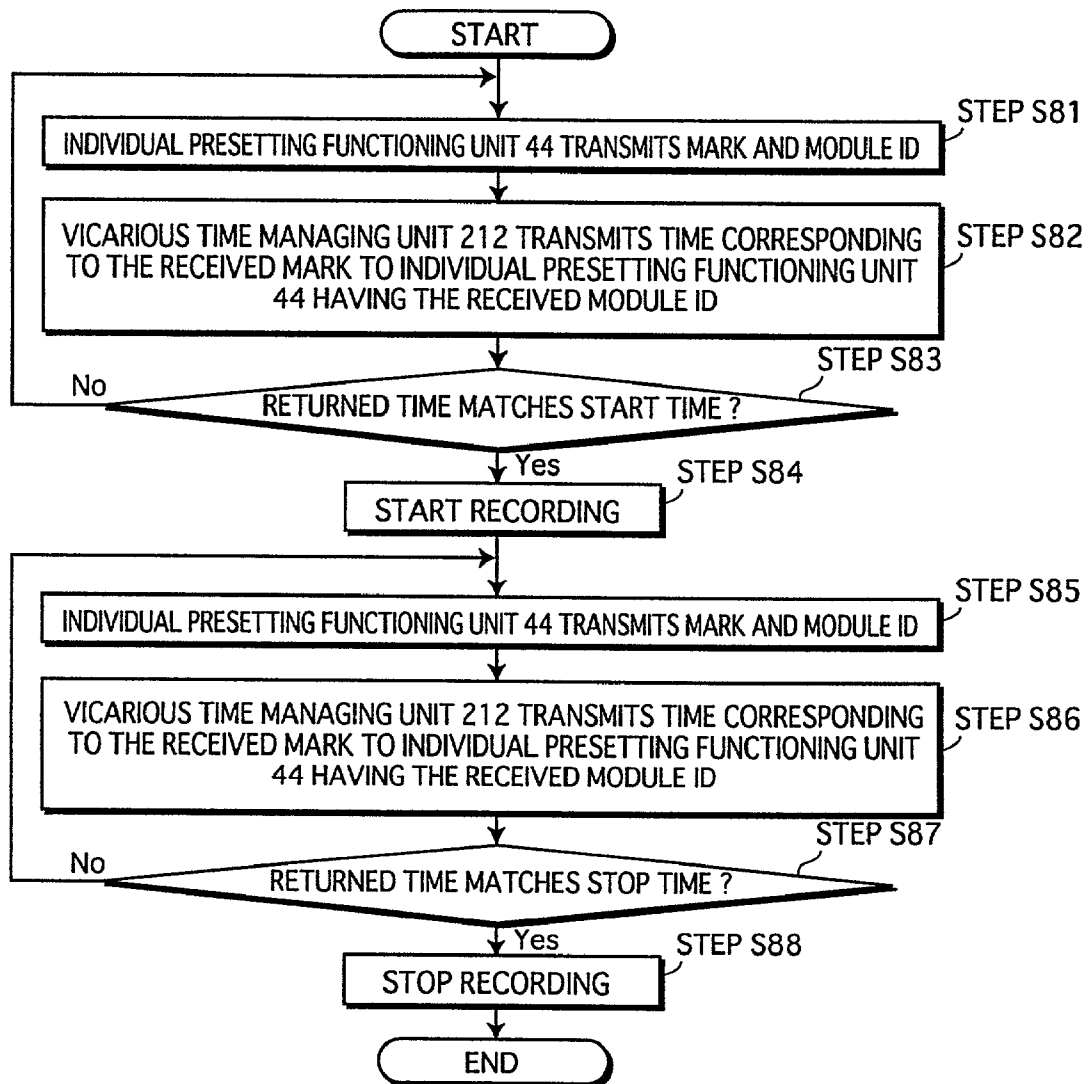 START
STEP S81
INDIVIDUAL PRESETTING FUNCTIONING UNIT 44 TRANSMITS MARK AND MODULE ID
STEP S82
VICARIOUS TIME MANAGING UNIT 212 TRANSMITS TIME CORRESPONDING
TO THE RECEIVED MARK TO INDIVIDUAL PRESETTING FUNCTIONING UNIT
44 HAVING THE RECEIVED MODULE ID
STEP S83
No
RETURNED TIME MATCHES START TIME ?
Yes
STEP S84
START RECORDING
STEP S85
INDIVIDUAL PRESETTING FUNCTIONING UNIT 44 TRANSMITS MARK AND MODULE ID
STEP S86
VICARIOUS TIME MANAGING UNIT 212 TRANSMITS TIME CORRESPONDING
TO THE RECEIVED MARK TO INDIVIDUAL PRESETTING FUNCTIONING UNIT
44 HAVING THE RECEIVED MODULE ID
STEP S87
No
RETURNED TIME MATCHES STOP TIME ?
Yes
STEP S88
STOP RECORDING
END